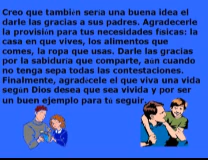 Creo que también sería una buena idea el
darle las gracias a sus padres. Agradecerle
la provisión para tus necesidades físicas: la
casa en que vives, los alimentos que
comes, la ropa que usas. Darle las gracias
por la sabiduría que comparte, aún cuando
no tenga sepa todas las contestaciones.
Finalmente, agradécele el que viva una vida
según Dios desea que sea vivida y por ser
un buen ejemplo para tú seguir.